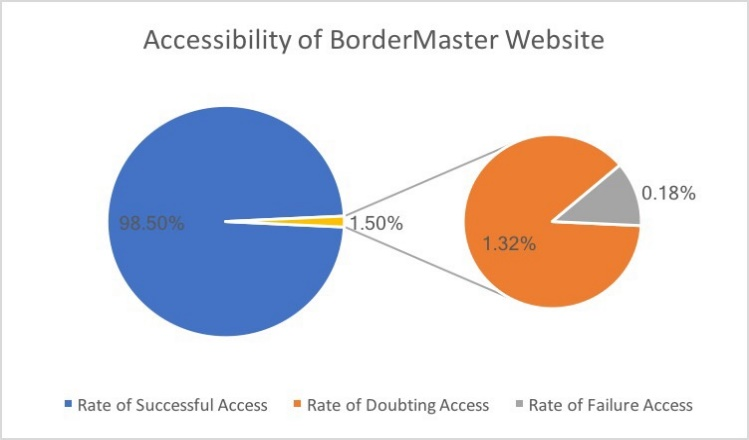 Accessibility of BorderMaster Website
98.50%
1.50%
1.32%
0.18%
Rate of Successful Access
Rate of Doubting Access
Rate of Failure Access